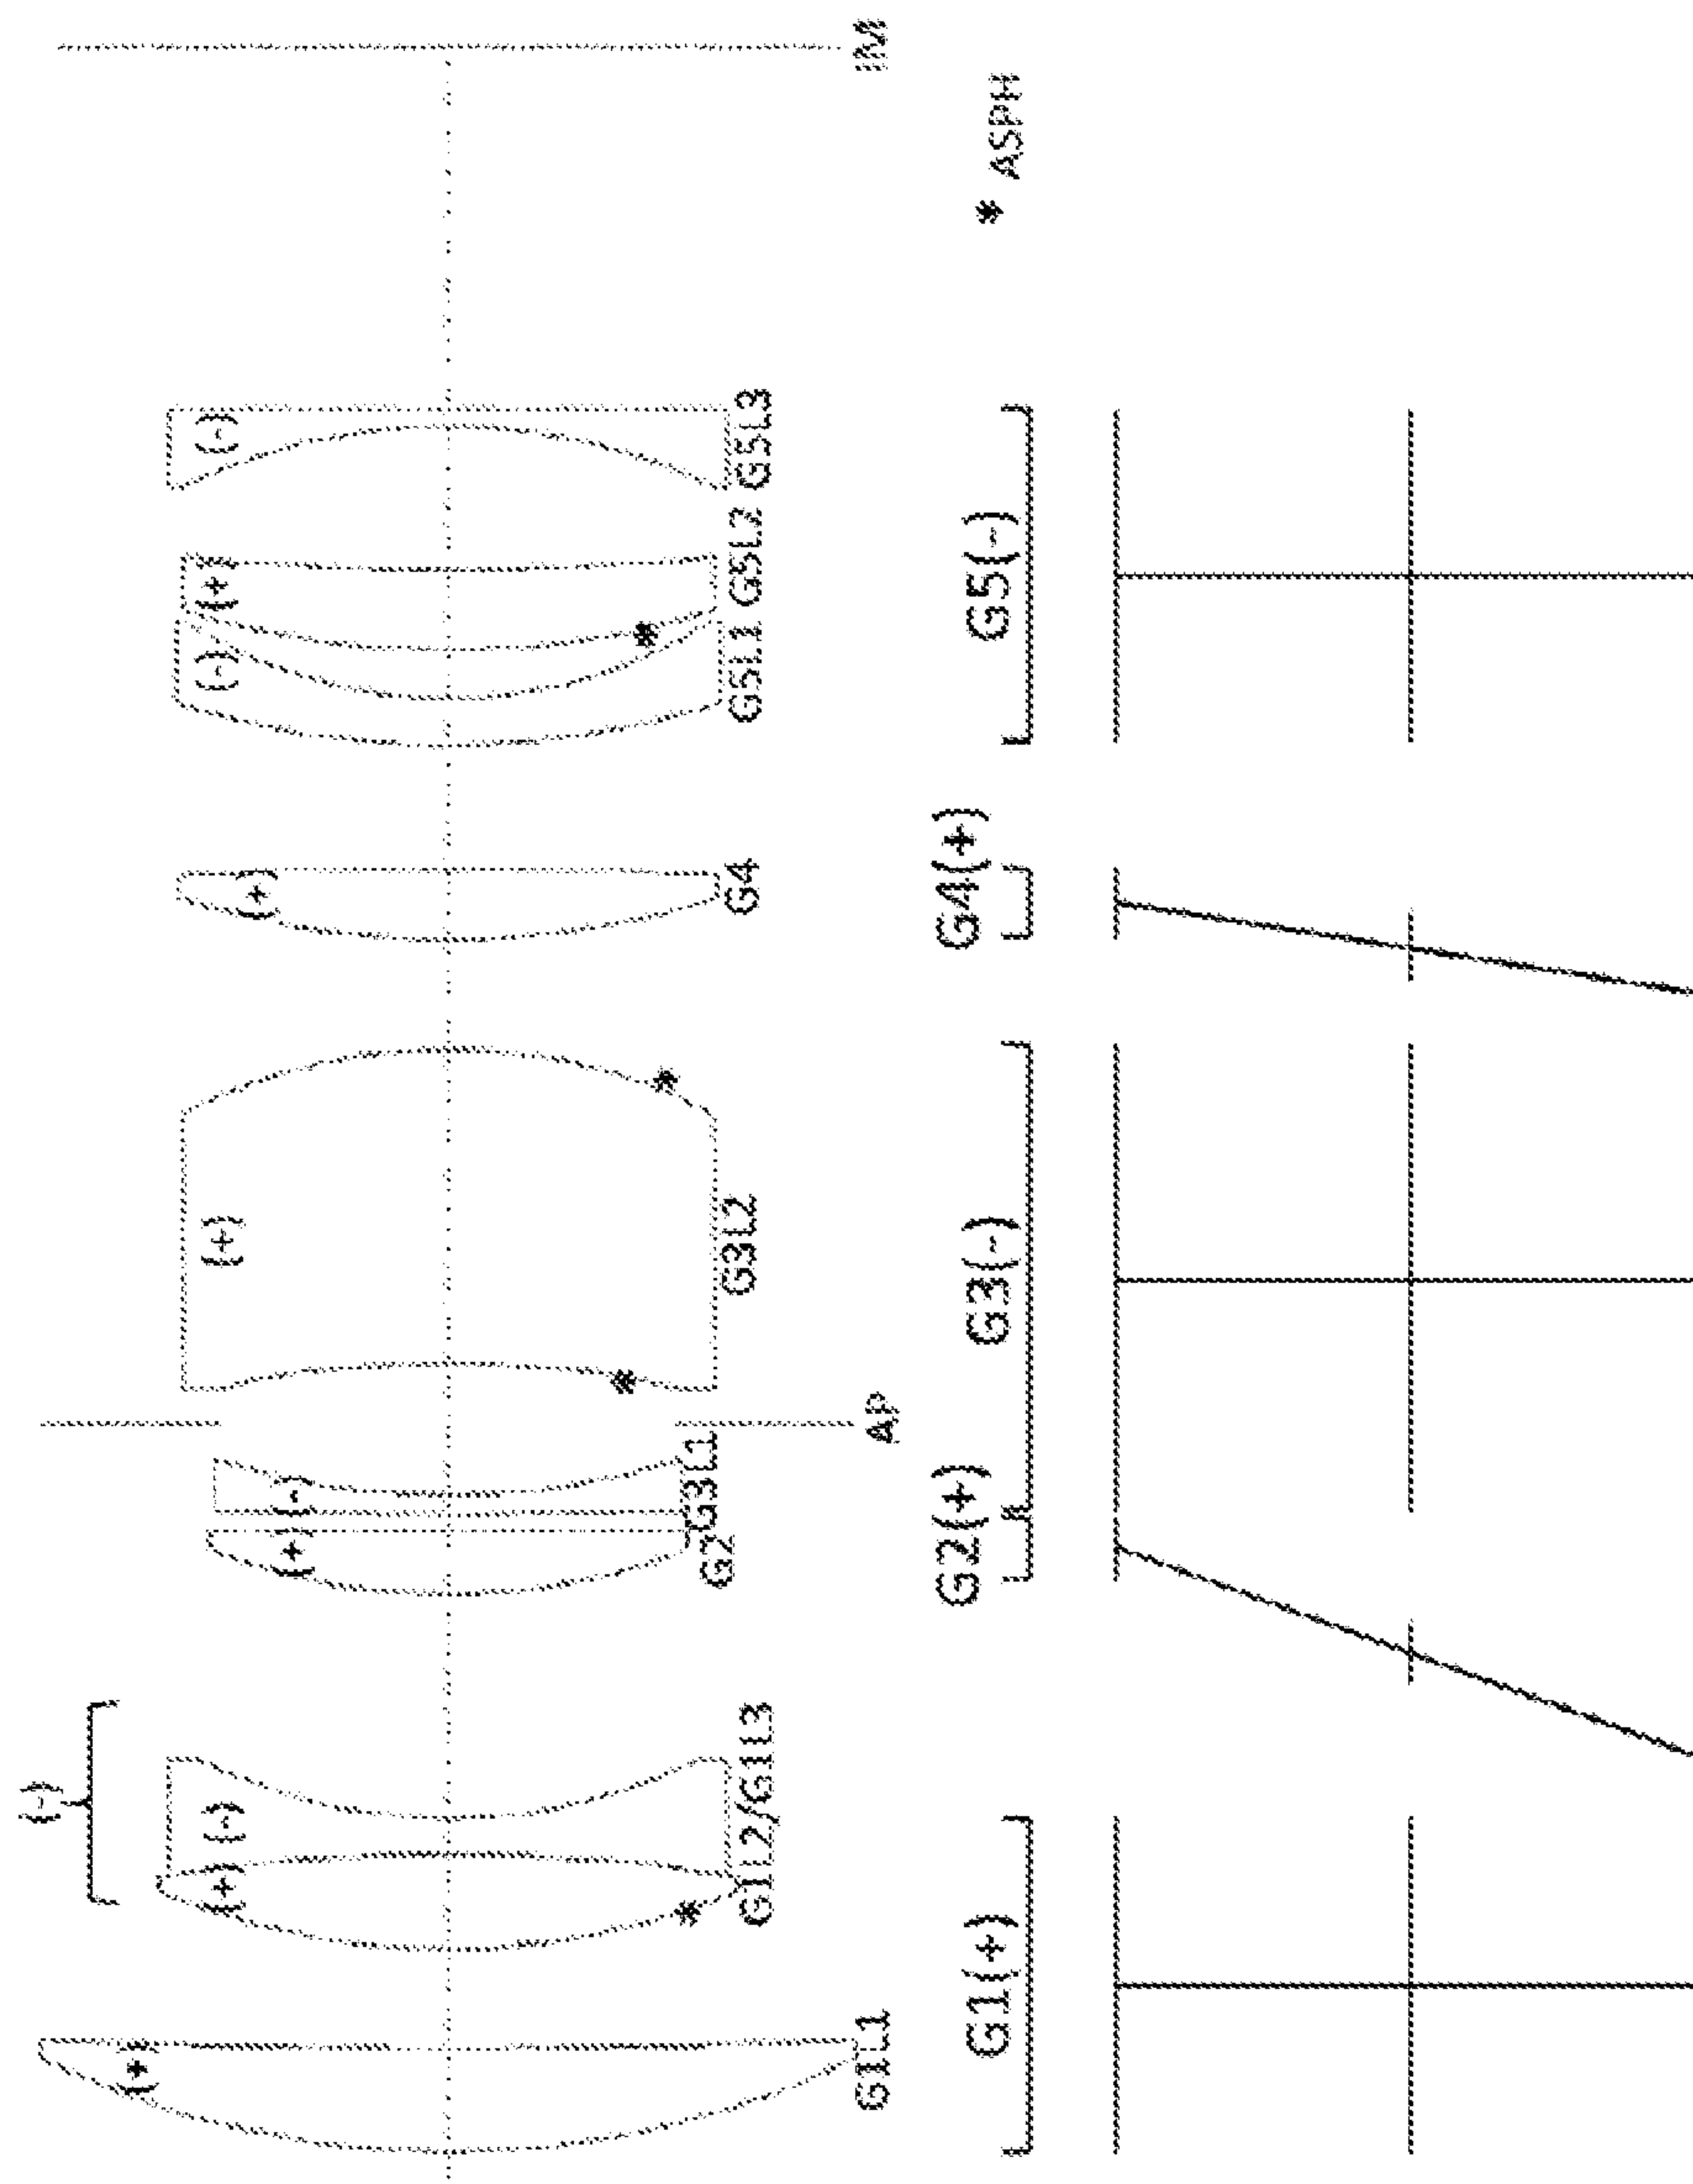 (-)
(+)
(+)
(-)
(+)
(-)
(+)
(+)
(-)
(+)
(-)
*
*
*
*
G1L1
G1L2/G1L3
G2
G3L1
AP
G3L2
G4
G5L1
G5L2
G5L3
IM
G1(+)
G2(+)
G3(-)
G4(+)
G5(-)
* ASPH